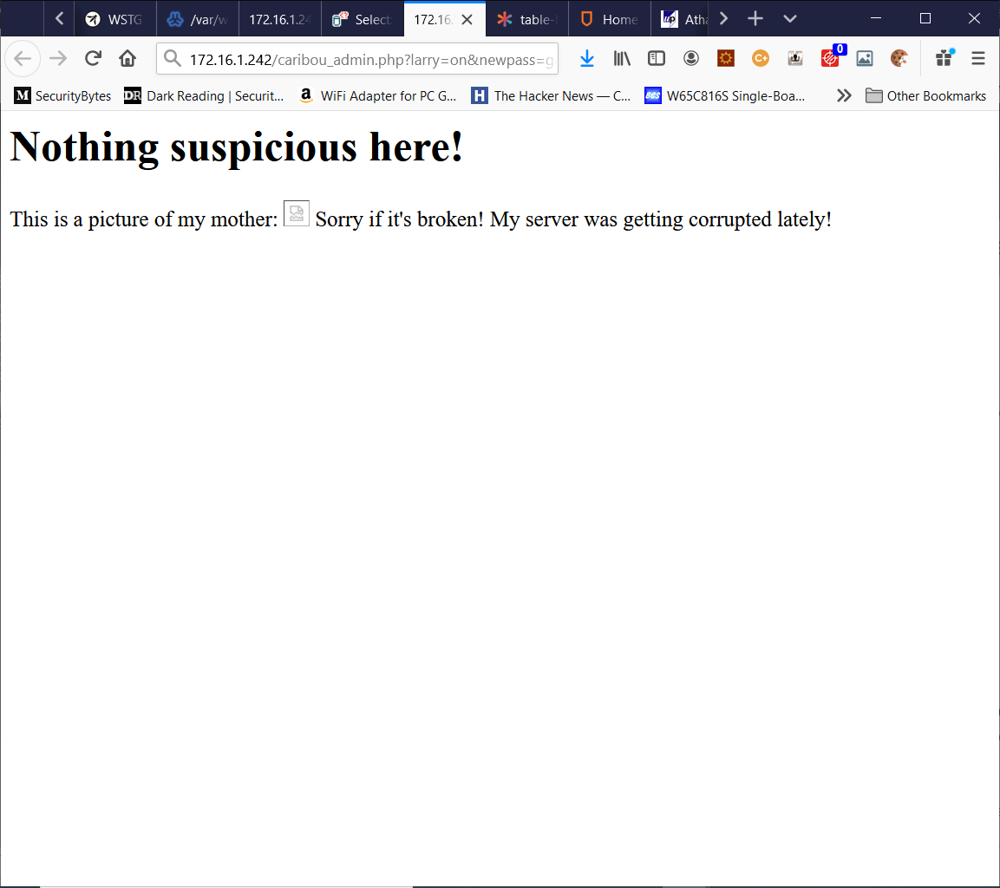 WSTG /var/w 172.16.1.24 Select 172.16. table- Home Atha
172.16.1.242/caribou_admin.php?larry=on&newpass=g
C+ 0
M SecurityBytes DR Dark Reading | Securit... a WiFi Adapter for PC G... H The Hacker News — C... W65C816S Single-Boa... Other Bookmarks
Nothing suspicious here!
This is a picture of my mother: Sorry if it's broken! My server was getting corrupted lately!